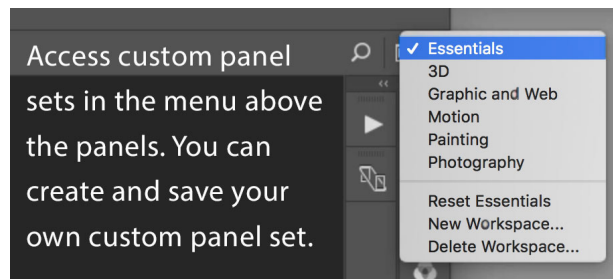 Access custom panel
sets in the menu above
the panels. You can
create and save your
own custom panel set.
✓ Essentials
3D
Graphic and Web
Motion
Painting
Photography
Reset Essentials
New Workspace...
Delete Workspace...